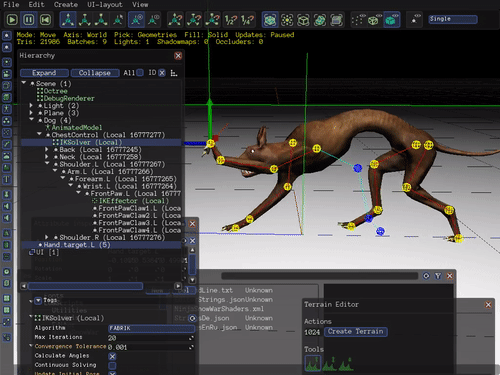 File Edit Create UI-layout View
Single
Mode: Move Axis: World Pick: Geometries Fill: Solid Updates: Paused
Tris: 21986 Batches: 9 Lights: 1 Shadowmaps: 0 Occluders: 0
Hierarchy
Expand Collapse All ID
Scene (1)
Octree
DebugRenderer
Light (2)
Plane (3)
Dog (4)
AnimatedModel
ChestControl (Local 16777277)
IKSolver (Local)
Back (Local 16777245)
Neck (Local 16777258)
Shoulder.L (Local 16777267)
Arm.L (Local 16777266)
Forearm.L (Local 16777265)
Wrist.L (Local 16777264)
FrontPaw.L (Local
IKEffector (Local)
FrontPawClaw1 (Local
FrontPawClaw2 (Local
FrontPawClaw3 (Local
FrontPawClaw4 (Local
Shoulder.R (Local 16777276)
Hand.target.L (5)
UI [1]
Tags
IKSolver (Local)
Algorithm FABRIK
Max Iterations 20
Convergence Tolerance 0.001
Calculate Angles
Continuous Solving
Update Initial Pose
Line.txt Unknown
Strings.json Unknown
WarShaders.xml
De.json Unknown
EnRu.json Unknown
Terrain Editor
Actions
1024 Create Terrain
Tools